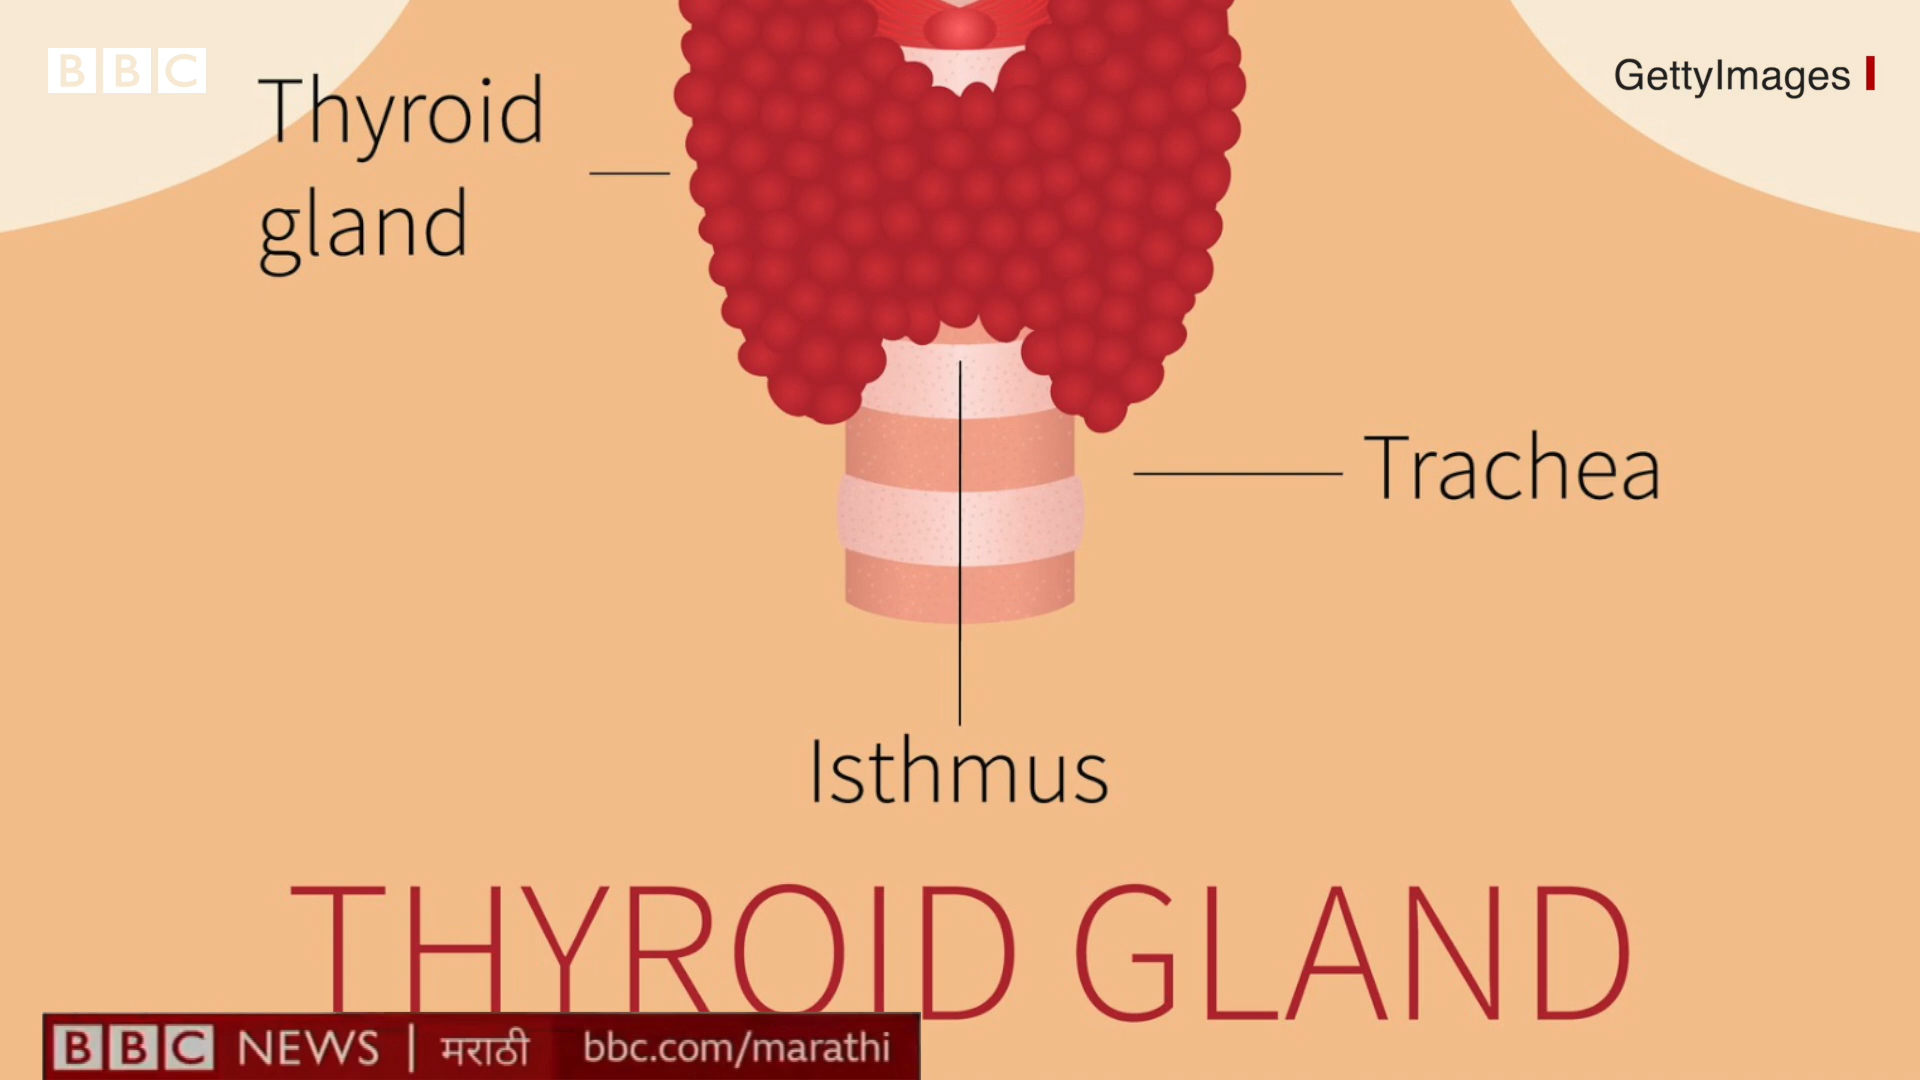 BBC
GettyImages
Thyroid
gland
Trachea
Isthmus
THYROID GLAND
BBC NEWS | मराठी bbc.com/marathi